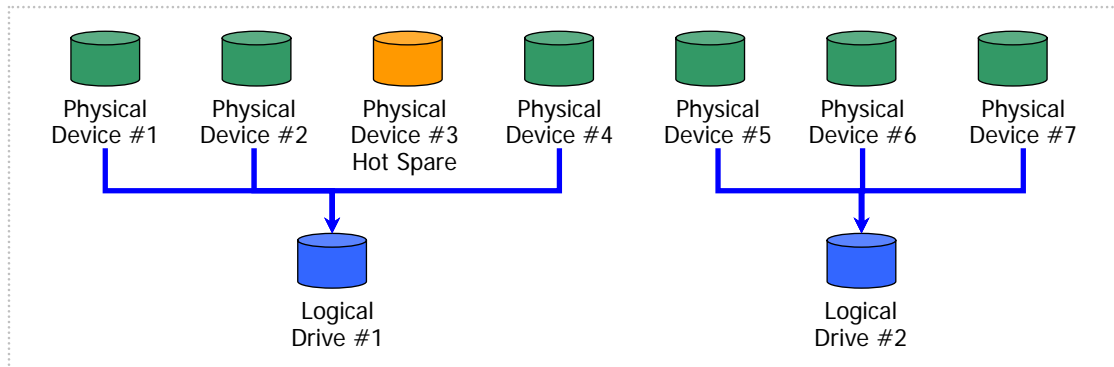 Physical
Device #1
Physical
Device #2
Physical
Device #3
Hot Spare
Physical
Device #4
Physical
Device #5
Physical
Device #6
Physical
Device #7
Logical
Drive #1
Logical
Drive #2